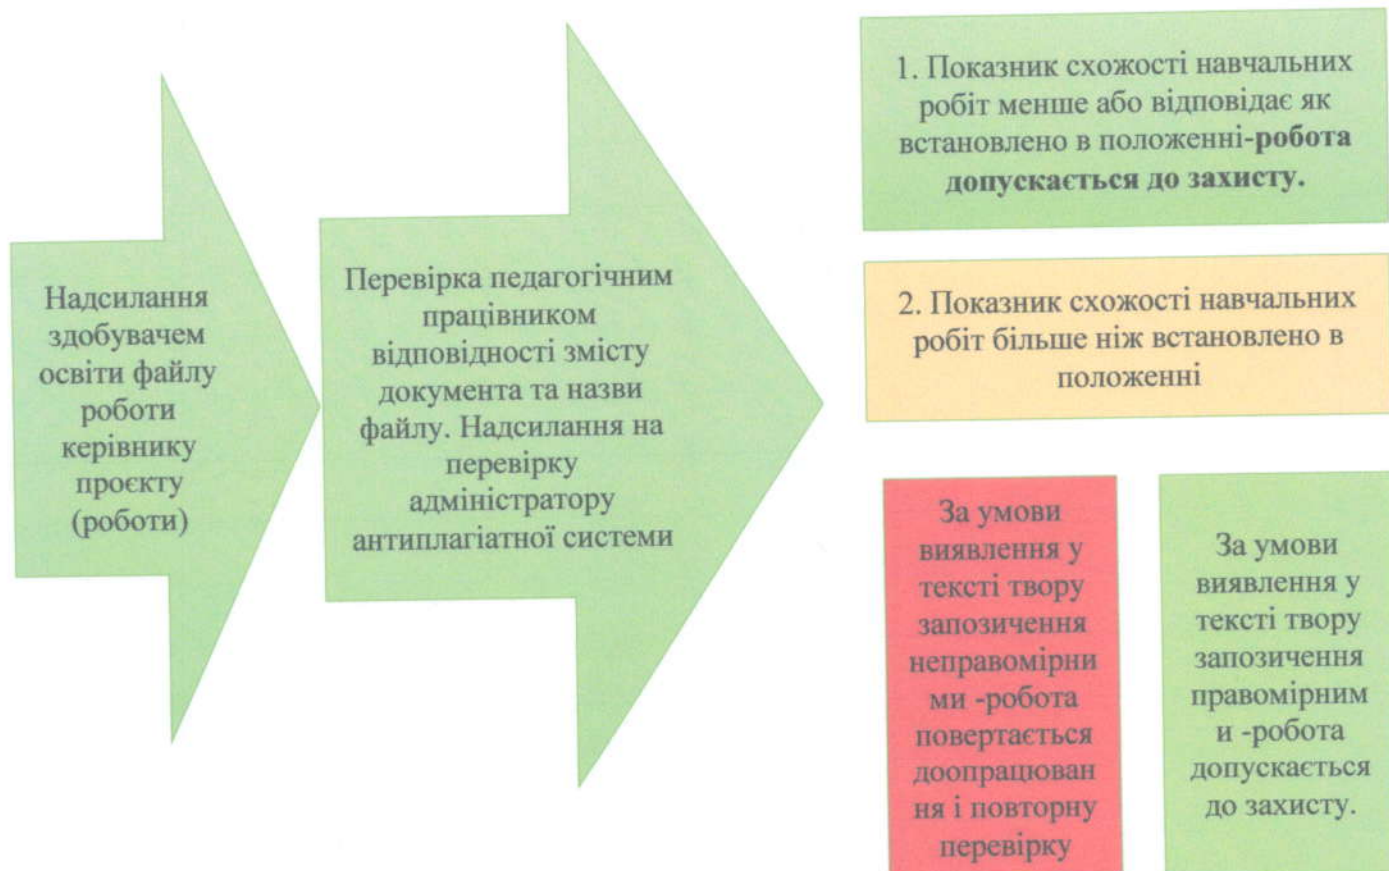 Надсилання
здобувачем
освіти файлу
роботи
керівнику
проєкту
(роботи)
Перевірка педагогічним
працівником
відповідності змісту
документа та назви
файлу. Надсилання на
перевірку
адміністратору
антиплагіатної системи
1. Показник схожості навчальних
робіт менше або відповідає як
встановлено в положенні-робота
допускається до захисту.
2. Показник схожості навчальних
робіт більше ніж встановлено в
положенні
За умови
виявлення у
тексті твору
запозичення
неправомірни
ми -робота
повертається
доопрацюван
ня і повторну
перевірку
За умови
виявлення у
тексті твору
запозичення
правомірним
и -робота
допускається
до захисту.